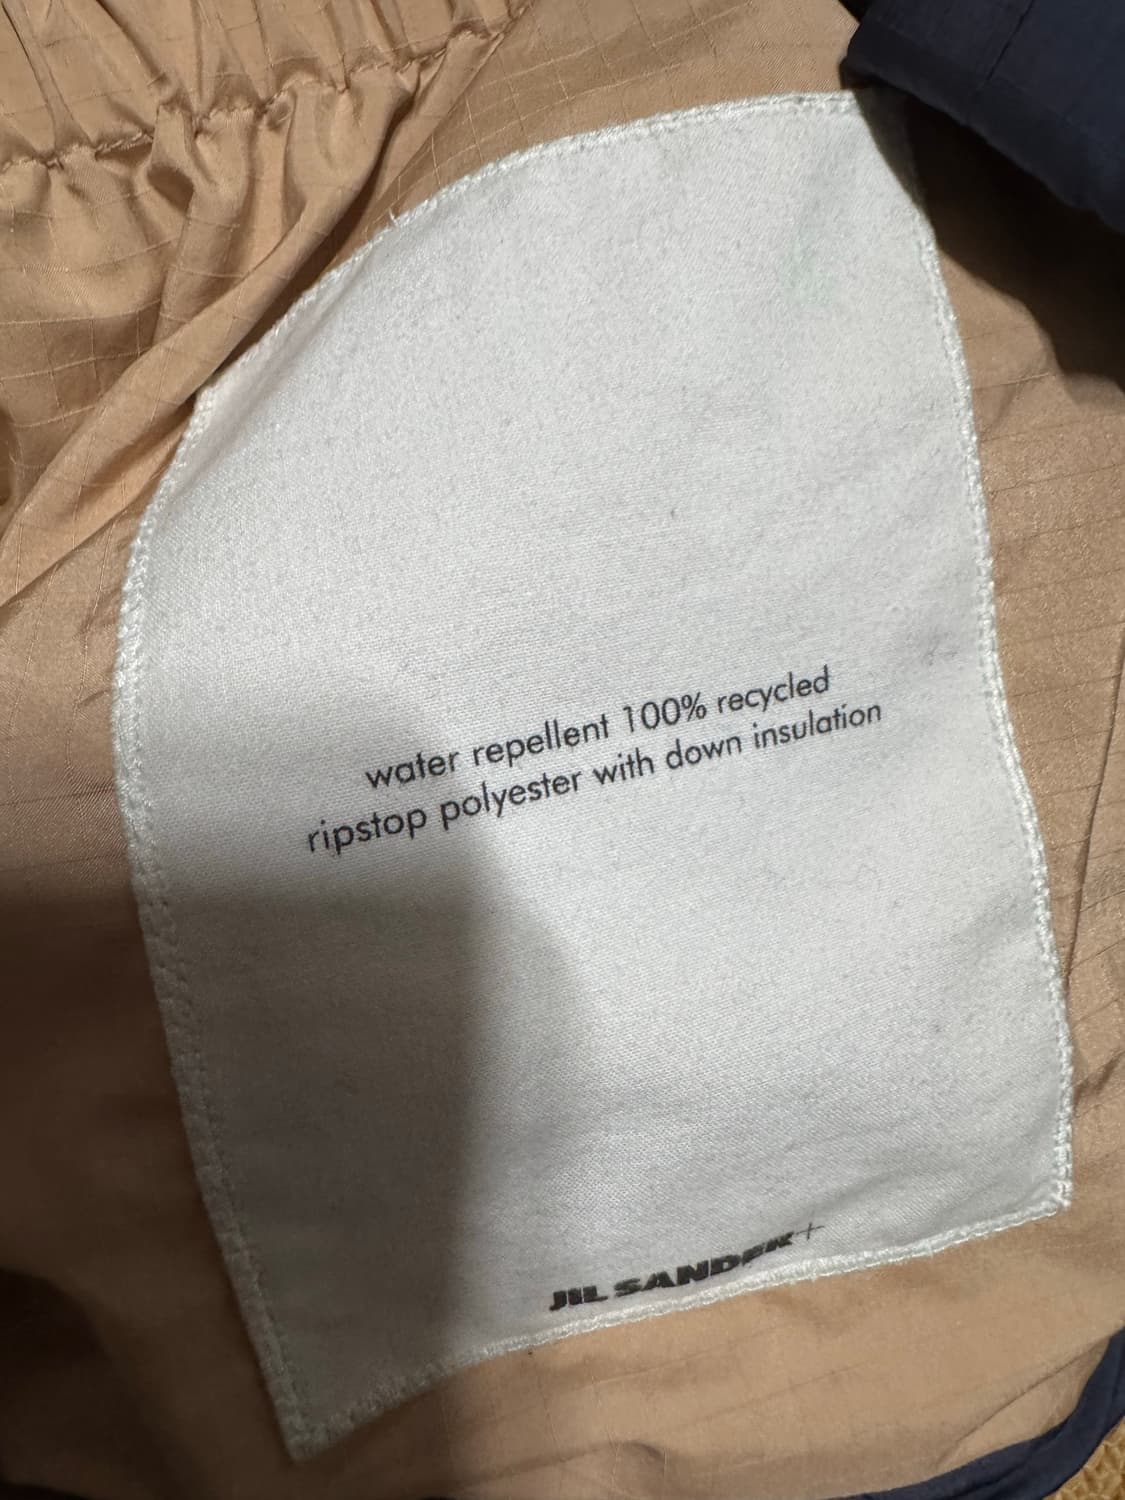 water repellent 100% recycled
ripstop polyester with down insulation
JIL SANDER+